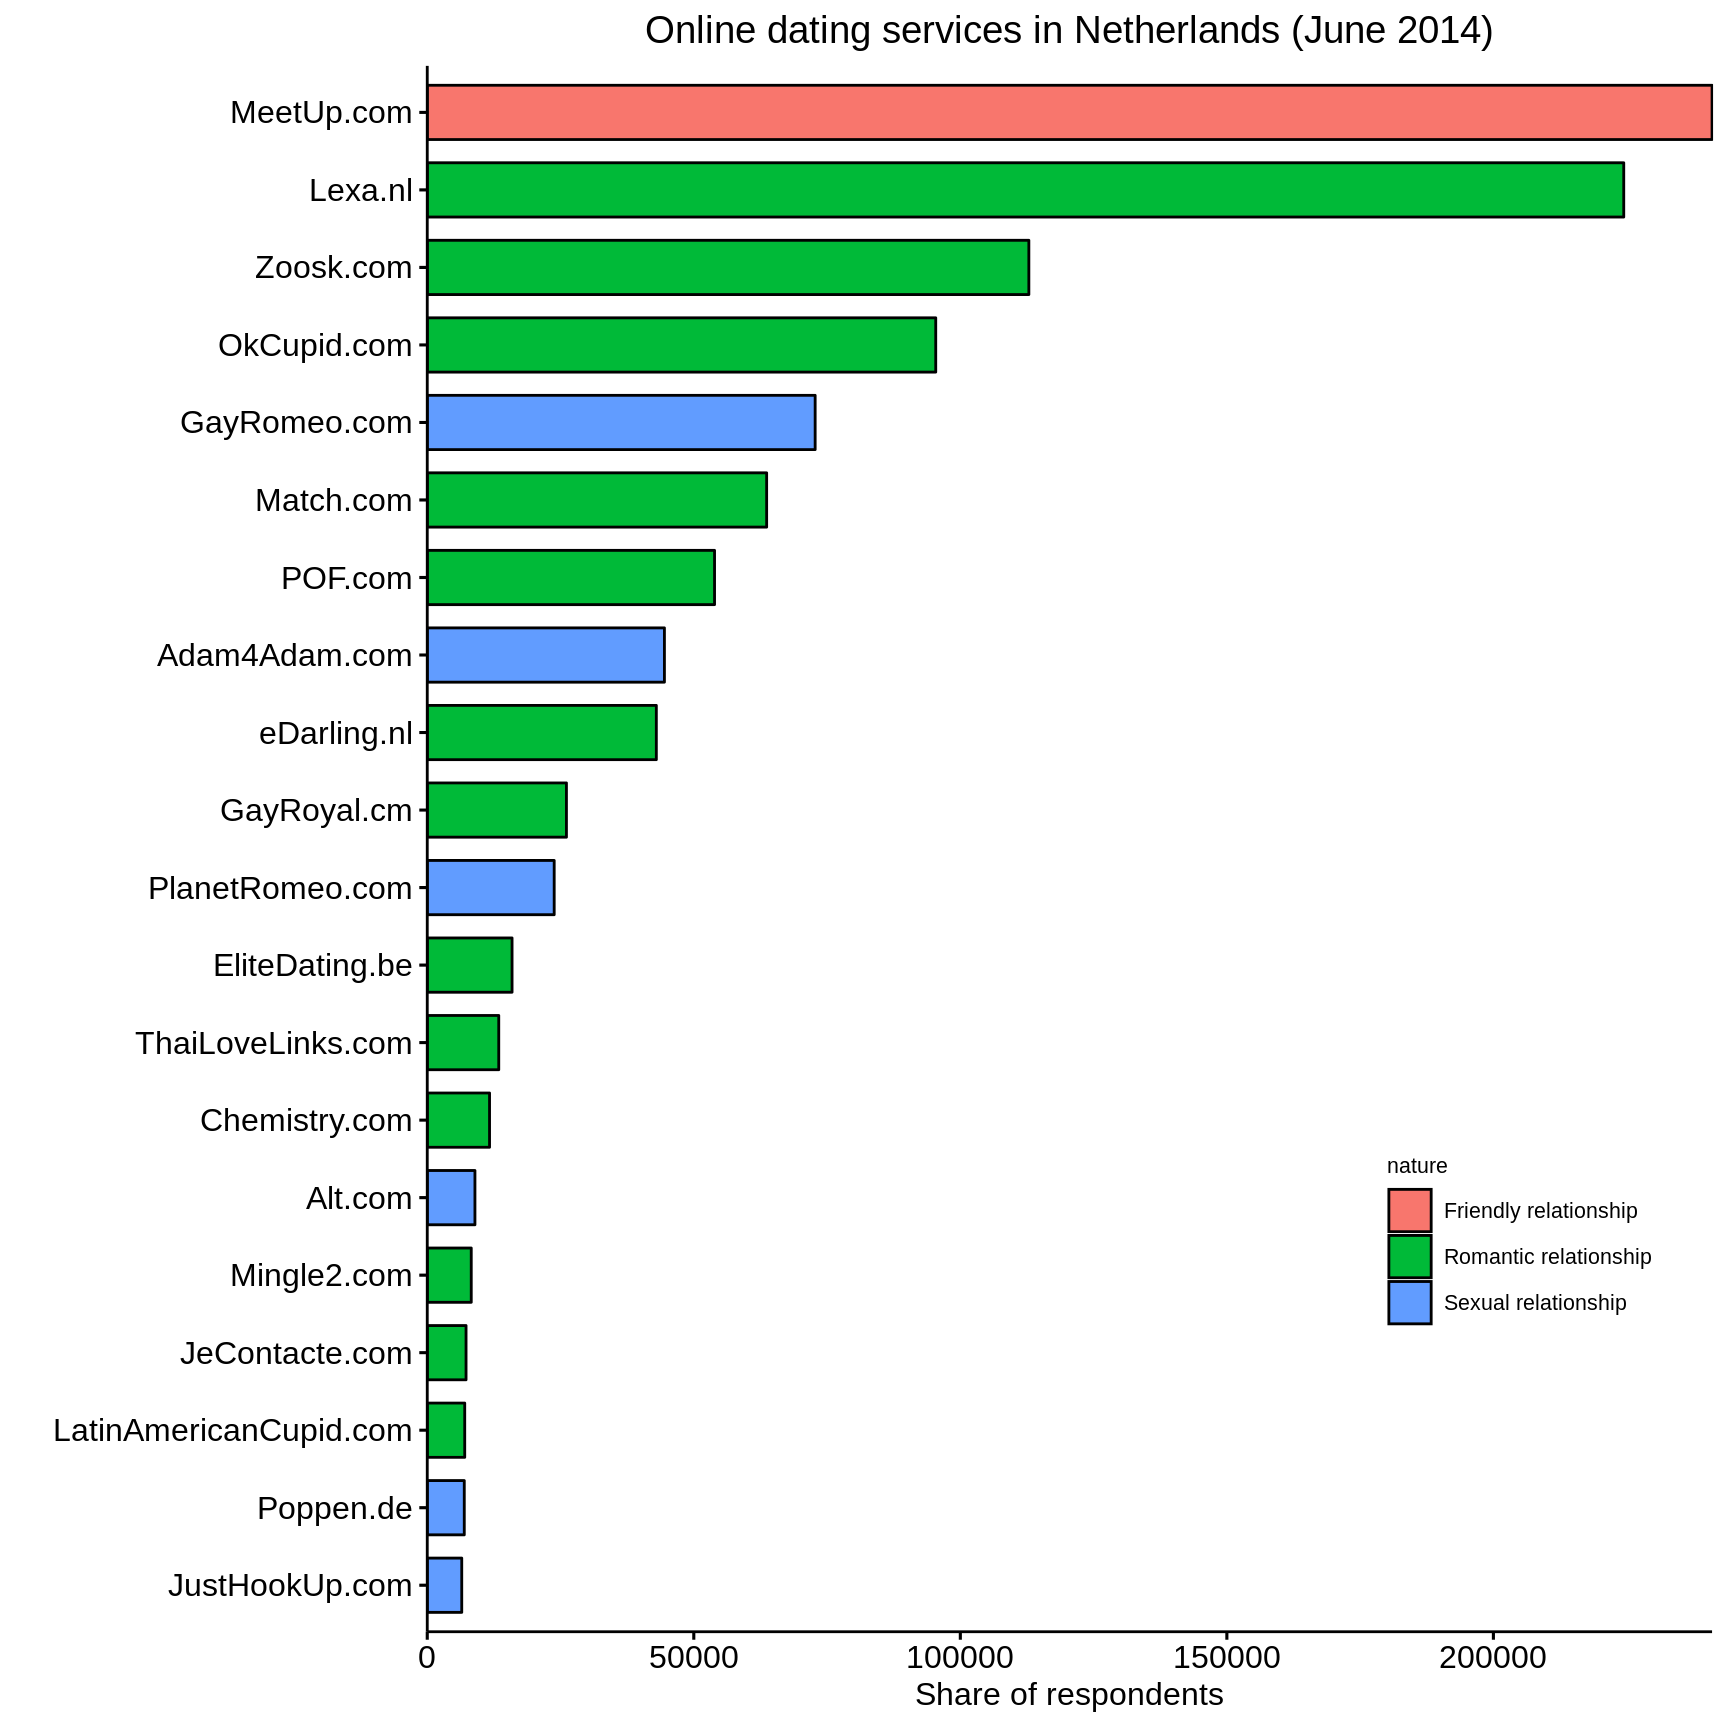 Online dating services in Netherlands (June 2014)
MeetUp.com
Lexa.nl
Zoosk.com
OkCupid.com
GayRomeo.com
Match.com
POF.com
Adam4Adam.com
eDarling.nl
GayRoyal.cm
PlanetRomeo.com
EliteDating.be
ThaiLoveLinks.com
Chemistry.com
Alt.com
Mingle2.com
JeContacte.com
LatinAmericanCupid.com
Poppen.de
JustHookUp.com
nature
Friendly relationship
Romantic relationship
Sexual relationship
0 50000 100000 150000 200000
Share of respondents